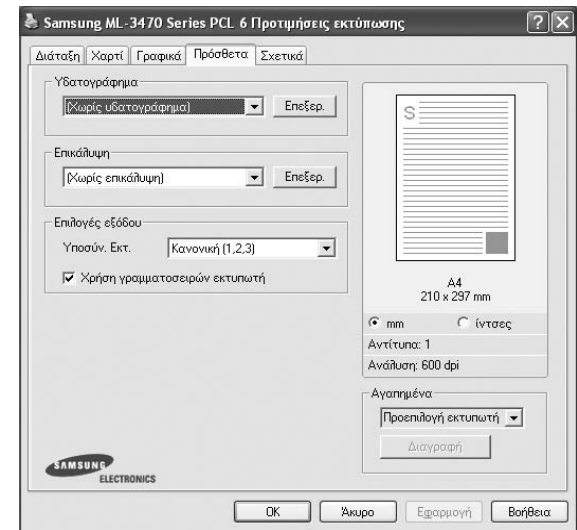 Samsung ML-3470 Series PCL 6 Προτιμήσεις εκτύπωσης
Διάταξη Χαρτί Γραφικά Πρόσθετα Σχετικά
Υδατογράφημα
(Χωρίς υδατογράφημα) Επεξερ.
Επικάλυψη
(Χωρίς επικάλυψη) Επεξερ.
Επιλογές εξόδου
Υποσύν. Εκτ. Κανονική (1,2,3)
Χρήση γραμματοσειρών εκτυπωτή
S
A4
210 x 297 mm
mm ίντσες
Αντίτυπα: 1
Ανάλυση: 600 dpi
Αγαπημένα
Προεπιλογή εκτυπωτή
Διαγραφή
SAMSUNG
ELECTRONICS
OK Άκυρο Εφαρμογή Βοήθεια